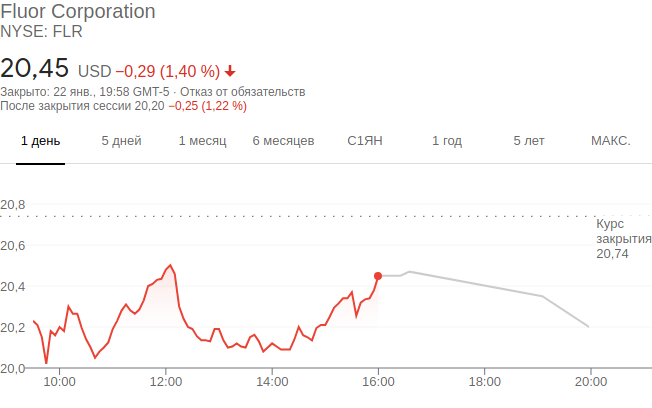 Fluor Corporation
NYSE: FLR
20,45 USD −0,29 (1,40 %)
Закрыто: 22 янв., 19:58 GMT-5 · Отказ от обязательств
После закрытия сессии 20,20 −0,25 (1,22 %)
1 день 5 дней 1 месяц 6 месяцев С1ЯН 1 год 5 лет МАКС.
20,8
Курс
закрытия
20,74
20,6
20,4
20,2
20,0
10:00 12:00 14:00 16:00 18:00 20:00